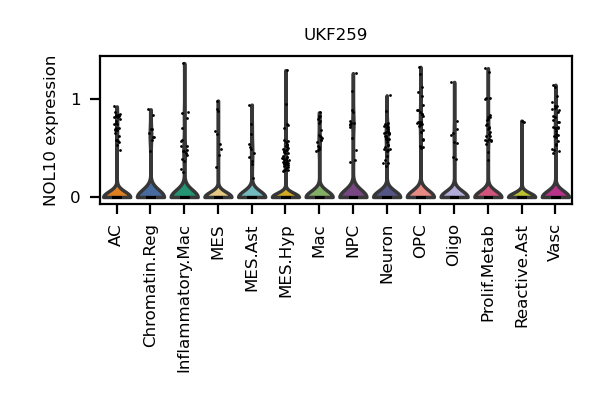 UKF259
NOL10 expression
1
0
AC
Chromatin.Reg
Inflammatory.Mac
MES
MES.Ast
MES.Hyp
Mac
NPC
Neuron
OPC
Oligo
Prolif.Metab
Reactive.Ast
Vasc